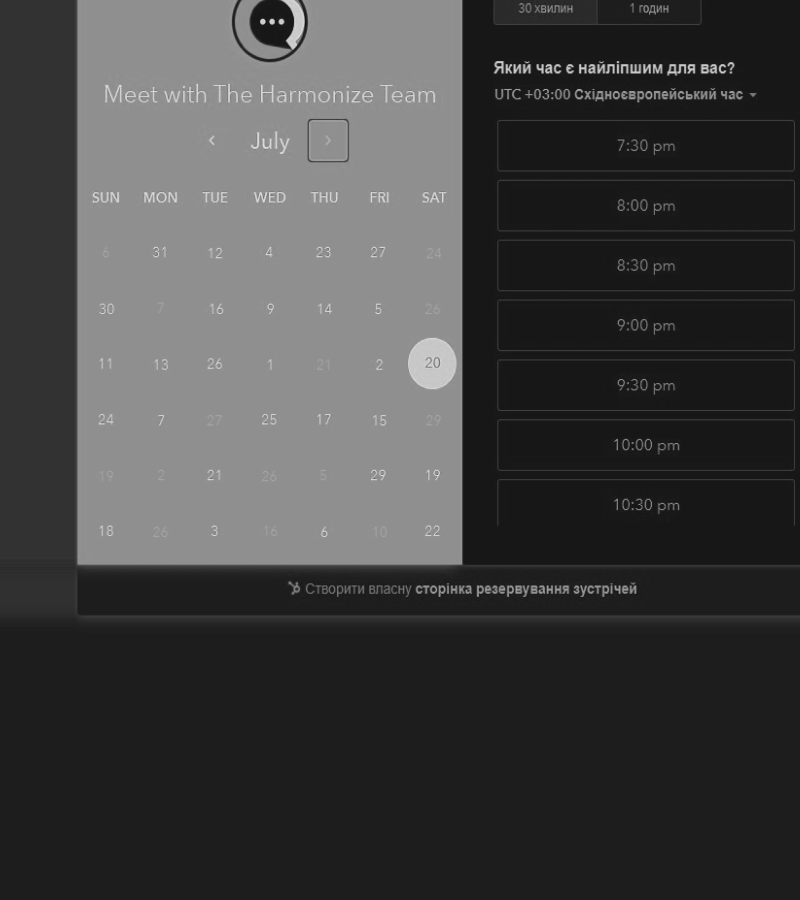 30 хвилин 1 годин
Meet with The Harmonize Team
July
SUN MON TUE WED THU FRI SAT
6 31 12 4 23 27 24
30 7 16 9 14 5 26
11 13 26 1 21 2 20
24 7 27 25 17 15 29
19 2 21 26 5 29 19
18 26 3 16 6 10 22
Який час є найліпшим для вас?
UTC +03:00 Східноєвропейський час
7:30 pm
8:00 pm
8:30 pm
9:00 pm
9:30 pm
10:00 pm
10:30 pm
Створити власну сторінка резервування зустрічей